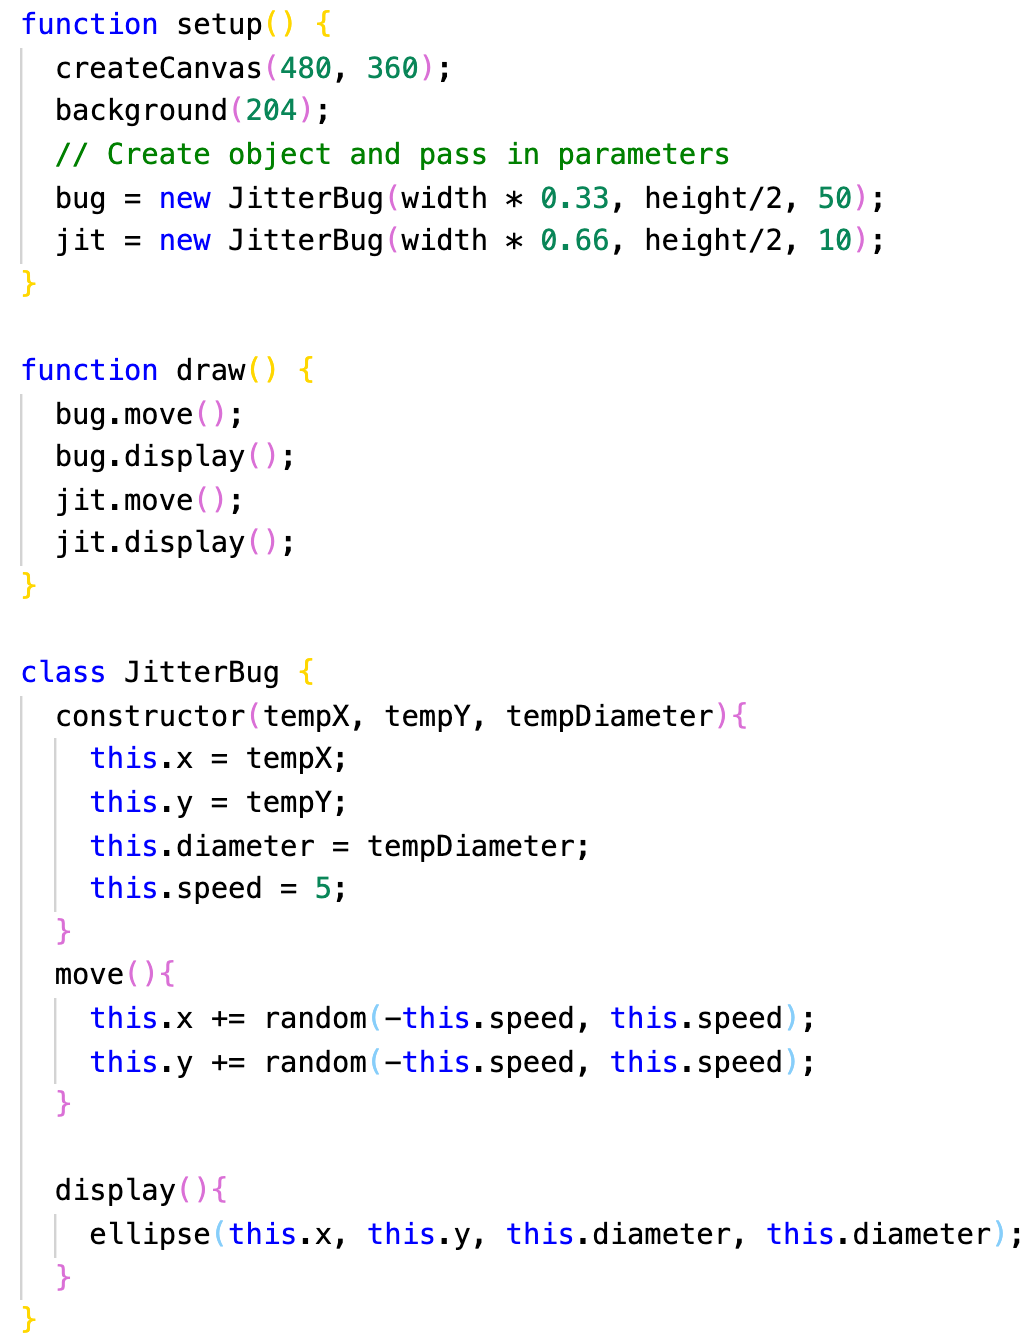 function setup() {
  createCanvas(480, 360);
  background(204);
  // Create object and pass in parameters
  bug = new JitterBug(width * 0.33, height/2, 50);
  jit = new JitterBug(width * 0.66, height/2, 10);
}

function draw() {
  bug.move();
  bug.display();
  jit.move();
  jit.display();
}

class JitterBug {
  constructor(tempX, tempY, tempDiameter){
    this.x = tempX;
    this.y = tempY;
    this.diameter = tempDiameter;
    this.speed = 5;
  }
  move(){
    this.x += random(-this.speed, this.speed);
    this.y += random(-this.speed, this.speed);
  }

  display(){
    ellipse(this.x, this.y, this.diameter, this.diameter);
  }
}